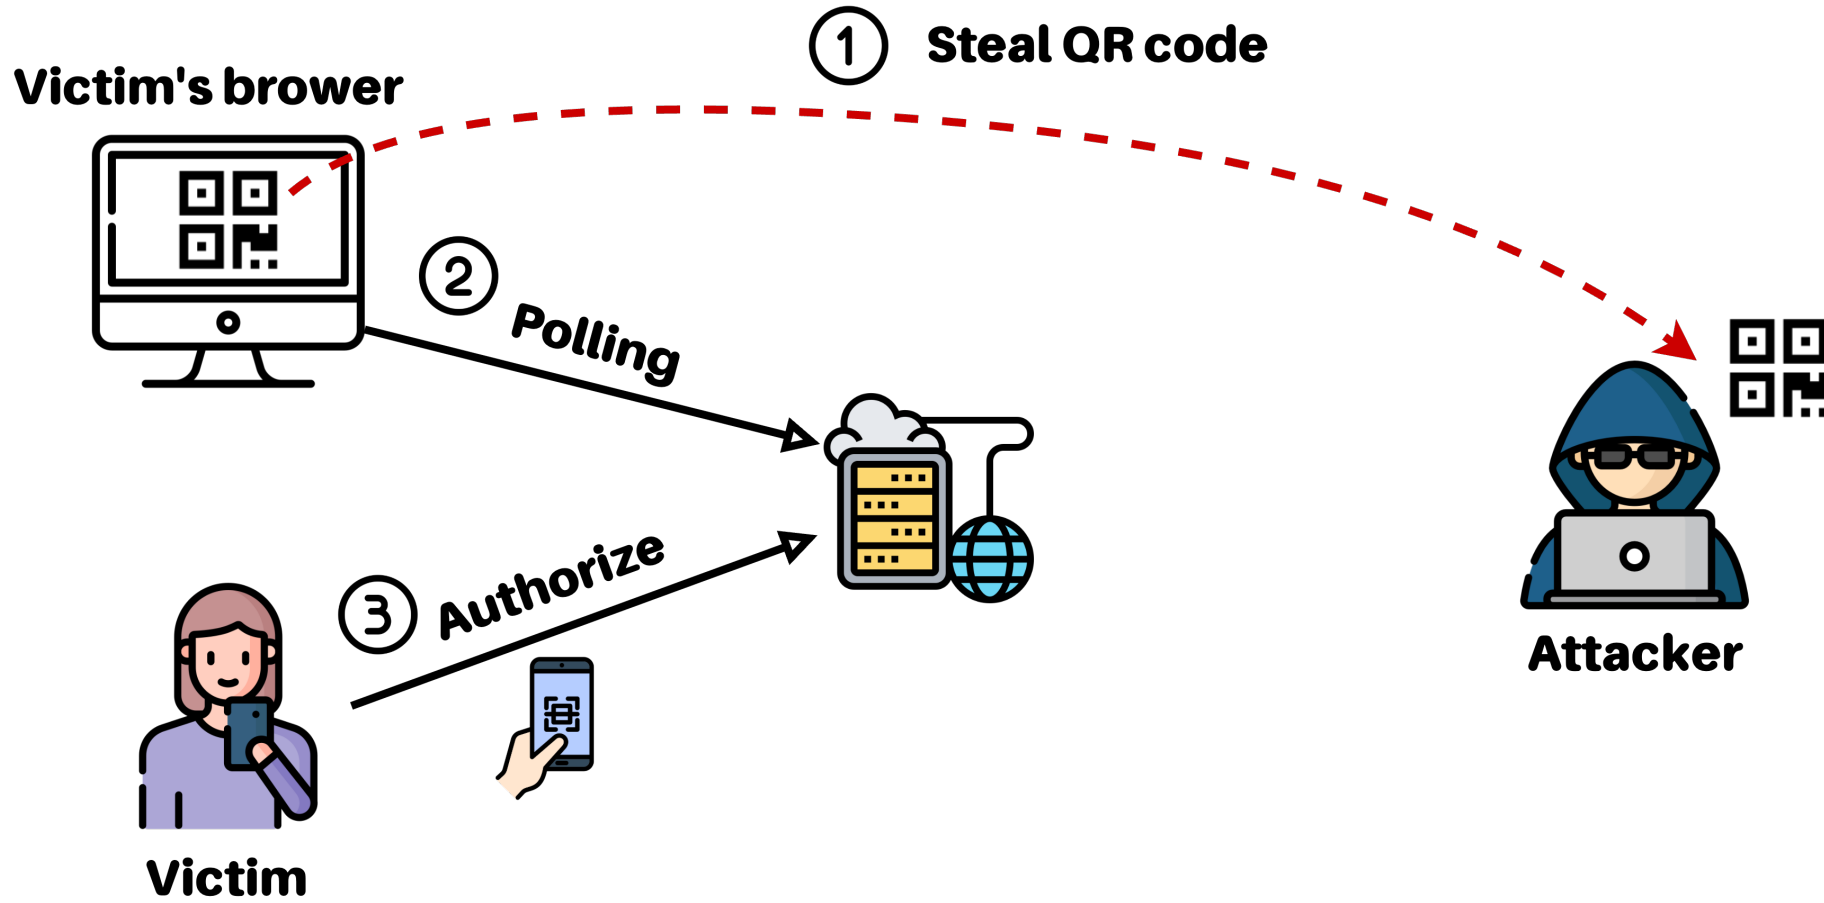 1 Steal QR code
Victim's brower
2 Polling
3 Authorize
Attacker
Victim